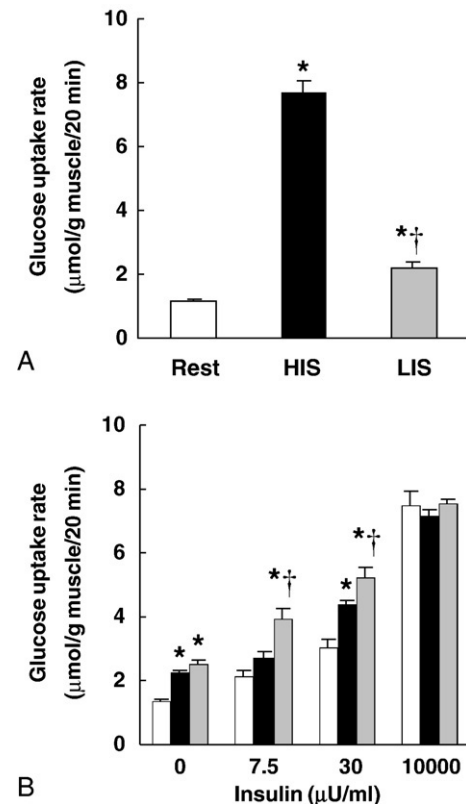 10
8
6
4
2
0
Glucose uptake rate
(μmol/g muscle/20 min)
*
*†
Rest HIS LIS
A
10
8
6
4
2
0
Glucose uptake rate
(μmol/g muscle/20 min)
* *
*†
*
*†
0 7.5 30 10000
Insulin (μU/ml)
B